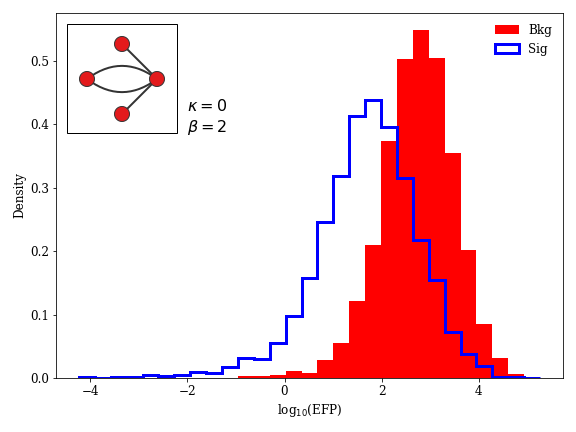 Bkg
Sig
κ = 0
β = 2
Density
0.5
0.4
0.3
0.2
0.1
0.0
−4
−2
0
2
4
log₁₀(EFP)